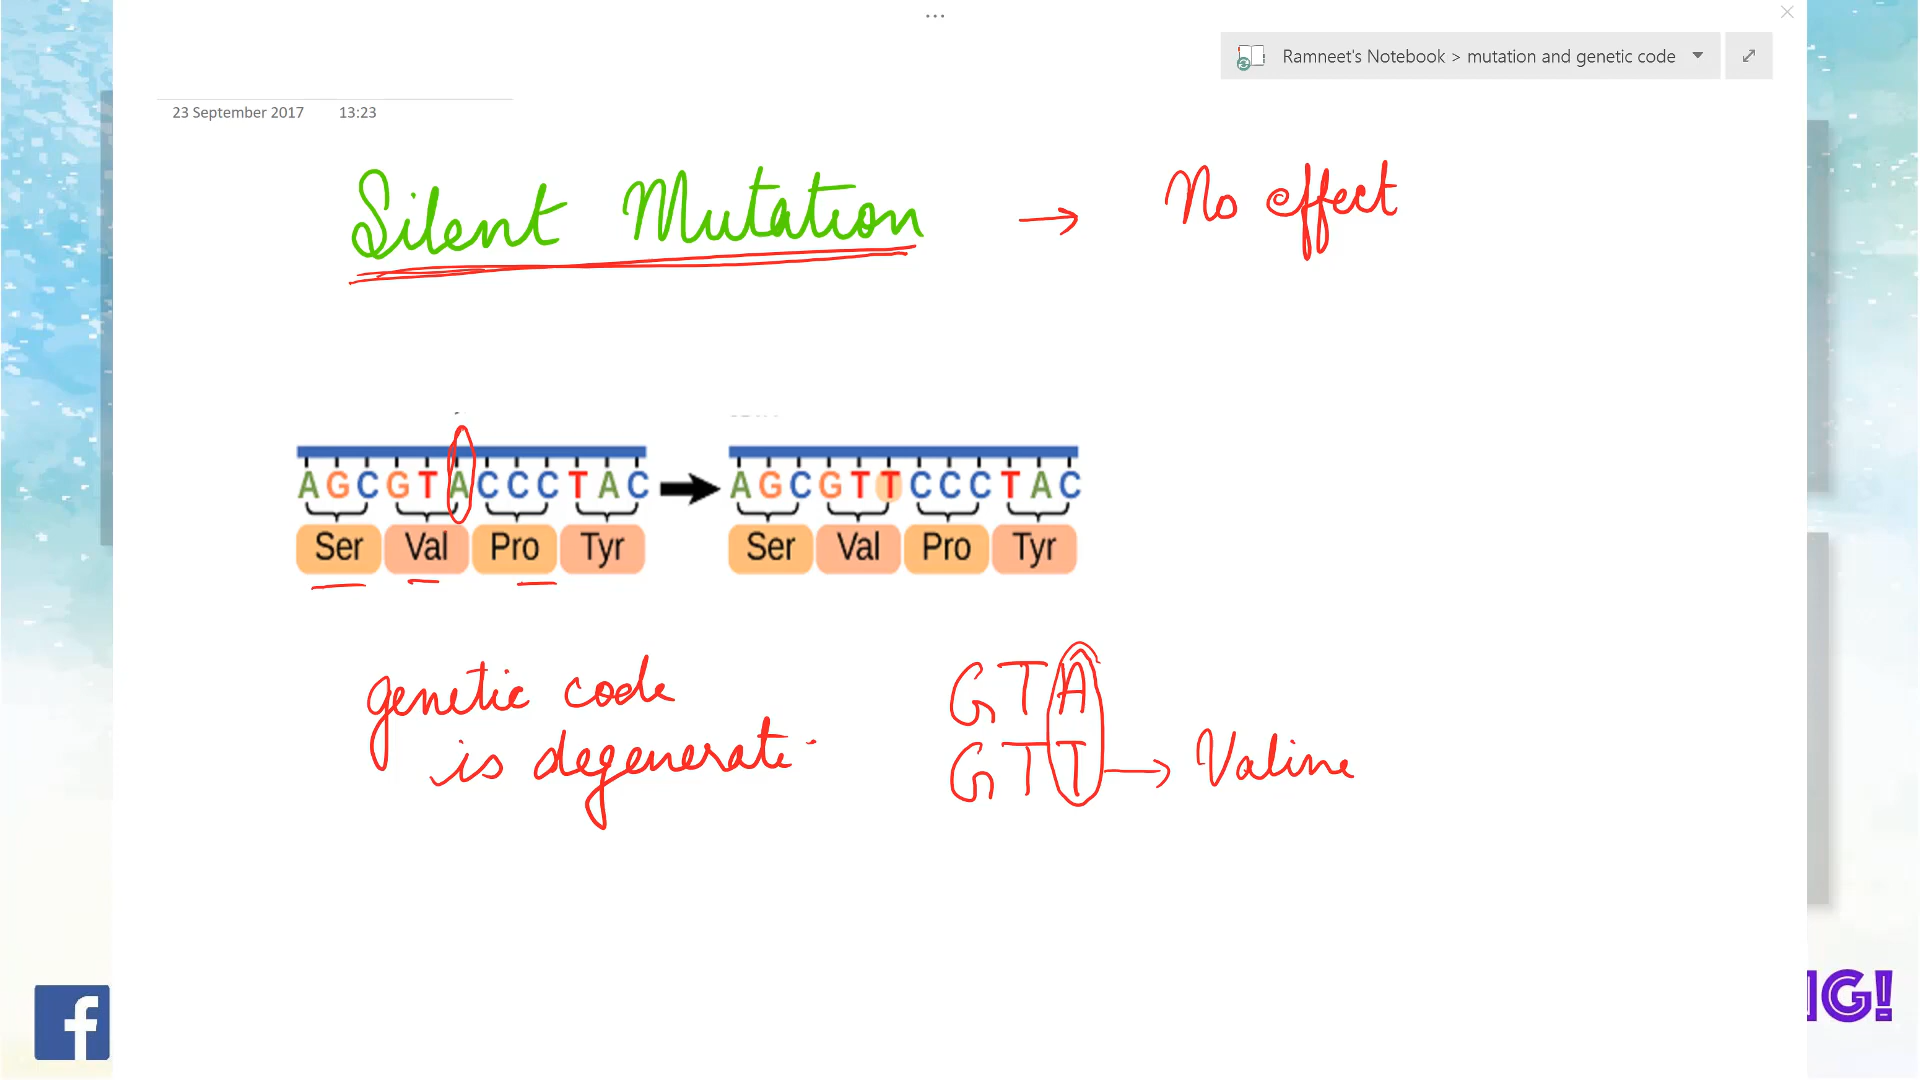 ...
Ramneet's Notebook > mutation and genetic code
23 September 2017 13:23
Silent Mutation → No effect
AGCGTACCCTAC → AGCGTTCCCTAC
Ser Val Pro Tyr Ser Val Pro Tyr
genetic code
is degenerate
GTA
GTT → Valine
f
NG!